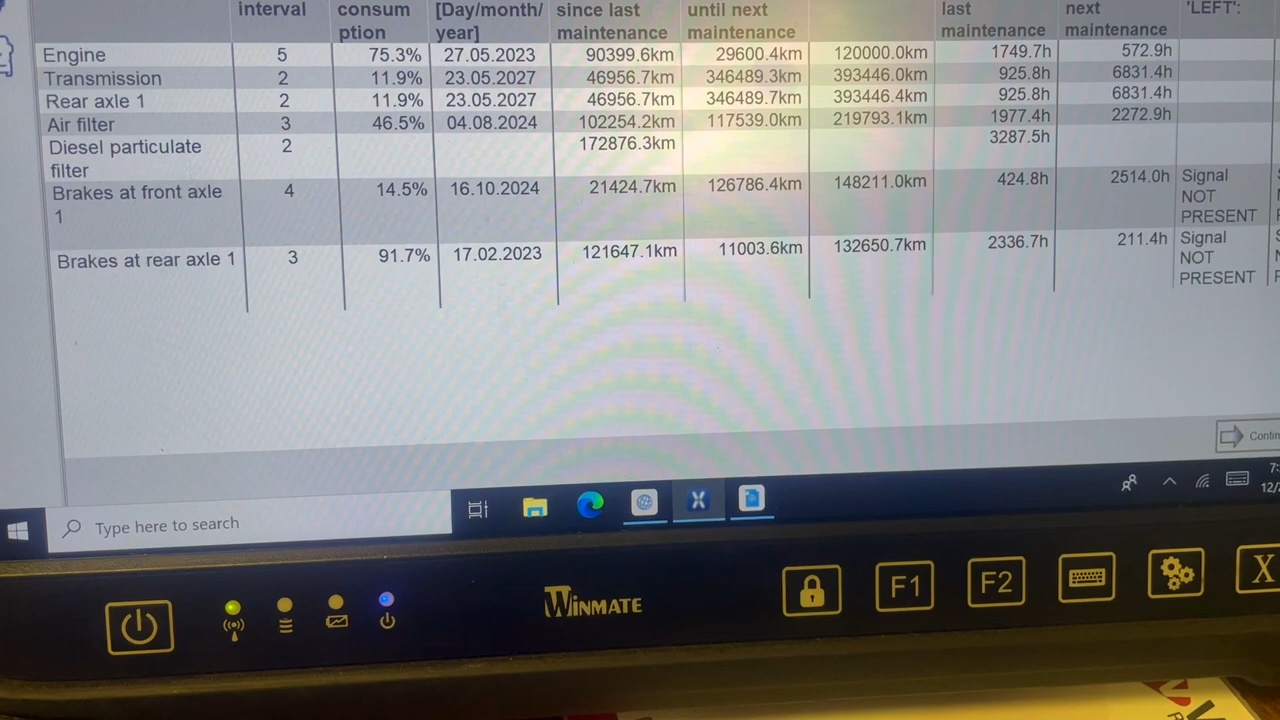 interval consum [Day/month/ since last until next last next 'LEFT':
ption year] maintenance maintenance maintenance maintenance
Engine 5 75.3% 27.05.2023 90399.6km 29600.4km 120000.0km 1749.7h 572.9h
Transmission 2 11.9% 23.05.2027 46956.7km 346489.3km 393446.0km 925.8h 6831.4h
Rear axle 1 2 11.9% 23.05.2027 46956.7km 346489.7km 393446.4km 925.8h 6831.4h
Air filter 3 46.5% 04.08.2024 102254.2km 117539.0km 219793.1km 1977.4h 2272.9h
Diesel particulate 2 172876.3km 3287.5h
filter
Brakes at front axle 4 14.5% 16.10.2024 21424.7km 126786.4km 148211.0km 424.8h 2514.0h Signal
1 NOT
PRESENT
Brakes at rear axle 1 3 91.7% 17.02.2023 121647.1km 11003.6km 132650.7km 2336.7h 211.4h Signal
NOT
PRESENT
Type here to search
WINMATE
F1
F2
X